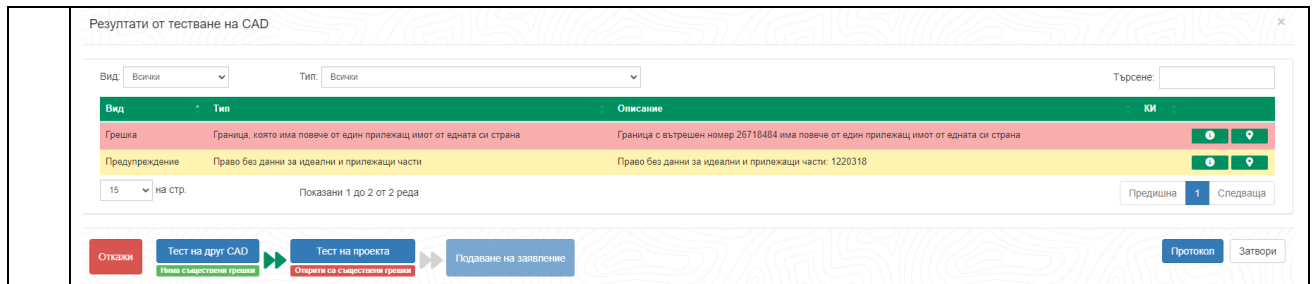 Резултати от тестване на CAD
×
Вид: Всички Тип: Всички Търсене:
Вид Тип Описание КИ
Грешка Граница, която има повече от един прилежащ имот от едната си страна Граница с вътрешен номер 26718484 има повече от един прилежащ имот от едната си страна
Предупреждение Право без данни за идеални и прилежащи части Право без данни за идеални и прилежащи части: 1220318
15 на стр. Показани 1 до 2 от 2 реда Предишна 1 Следваща
Откажи Тест на друг CAD Тест на проекта Подаване на заявление Протокол Затвори
Няма съществени грешки Открити са съществени грешки